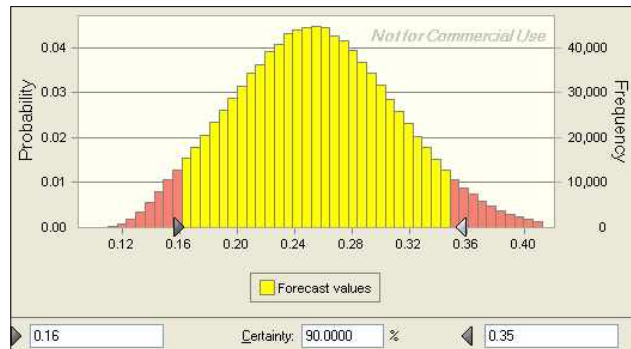 Not for Commercial Use
Probability
0.04
0.03
0.02
0.01
0.00
40,000
30,000
20,000
10,000
0
Frequency
0.12 0.16 0.20 0.24 0.28 0.32 0.36 0.40
Forecast values
0.16 Certainty: 90.0000 % 0.35